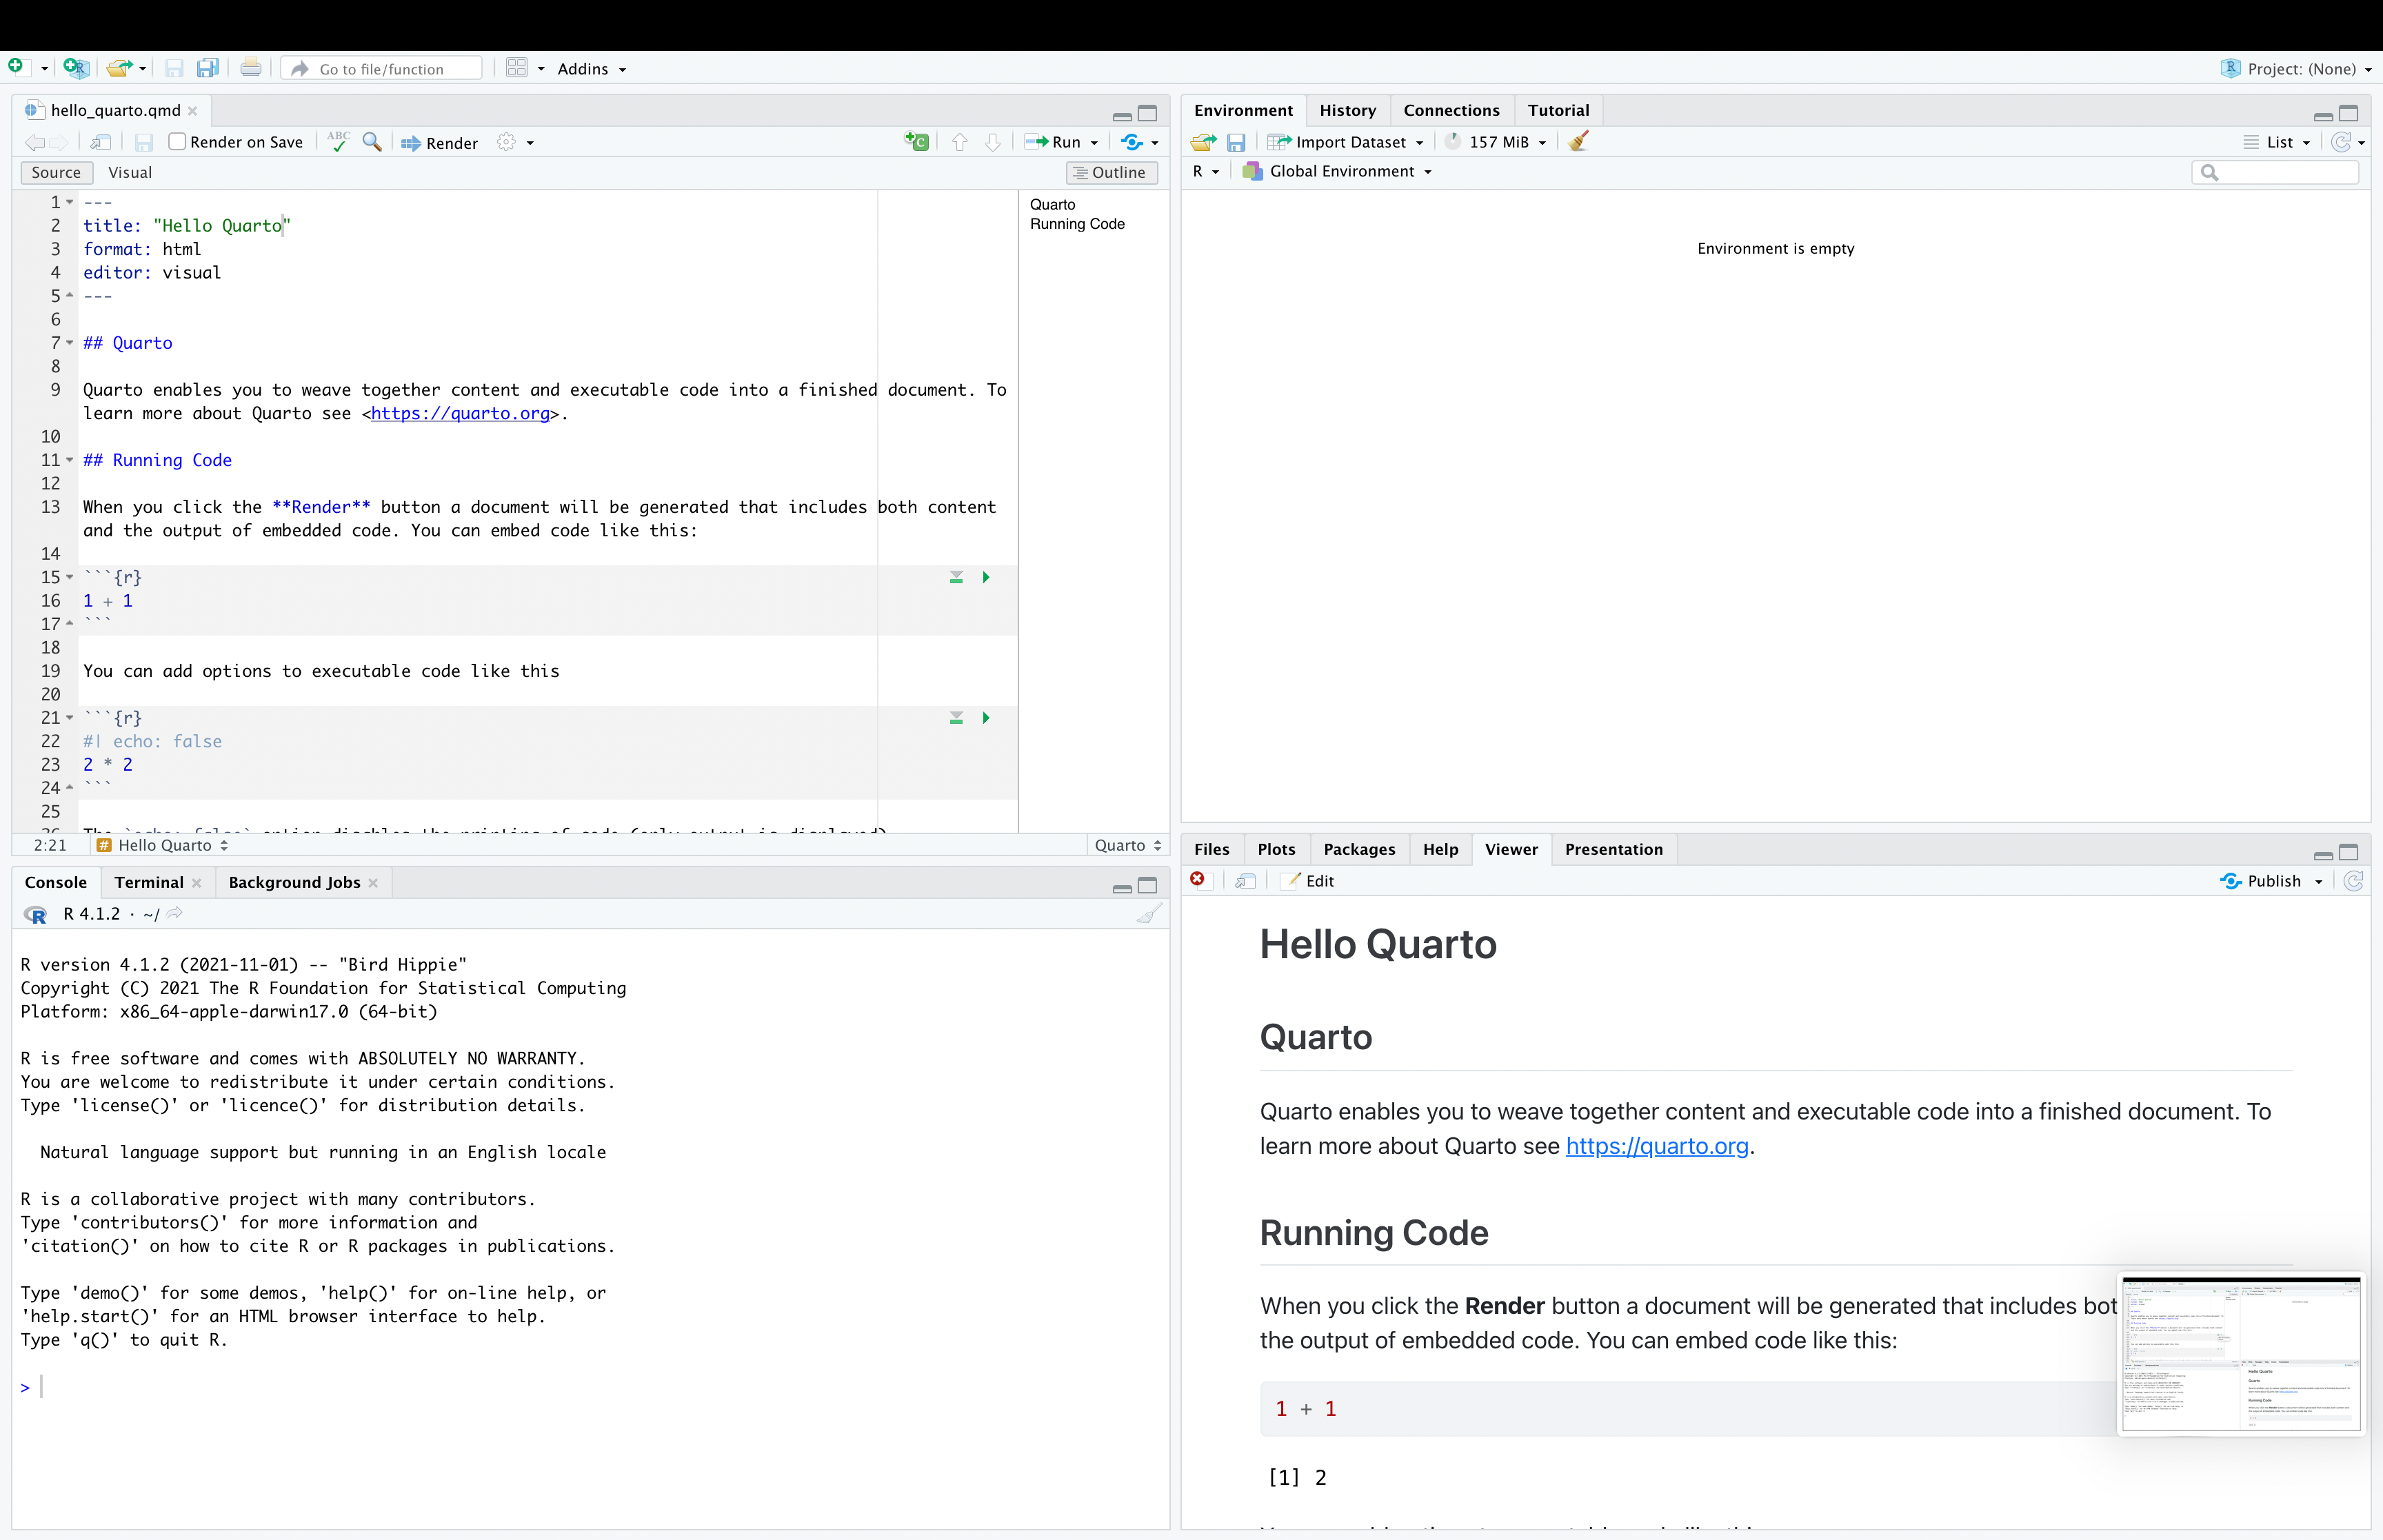 Go to file/function
Addins
Project: (None)
hello_quarto.qmd
Render on Save
ABC
Render
Run
Source
Visual
Outline
1 ---
2 title: "Hello Quarto"
3 format: html
4 editor: visual
5 ---
6
7 ## Quarto
8
9 Quarto enables you to weave together content and executable code into a finished document. To
learn more about Quarto see <https://quarto.org>.
10
11 ## Running Code
12
13 When you click the **Render** button a document will be generated that includes both content
and the output of embedded code. You can embed code like this:
14
15 ```{r}
16 1 + 1
17 ```
18
19 You can add options to executable code like this
20
21 ```{r}
22 #| echo: false
23 2 * 2
24 ```
25
Quarto
Running Code
2:21
# Hello Quarto
Quarto
Console
Terminal
Background Jobs
R 4.1.2 · ~/
R version 4.1.2 (2021-11-01) -- "Bird Hippie"
Copyright (C) 2021 The R Foundation for Statistical Computing
Platform: x86_64-apple-darwin17.0 (64-bit)
R is free software and comes with ABSOLUTELY NO WARRANTY.
You are welcome to redistribute it under certain conditions.
Type 'license()' or 'licence()' for distribution details.
Natural language support but running in an English locale
R is a collaborative project with many contributors.
Type 'contributors()' for more information and
'citation()' on how to cite R or R packages in publications.
Type 'demo()' for some demos, 'help()' for on-line help, or
'help.start()' for an HTML browser interface to help.
Type 'q()' to quit R.
>
Environment
History
Connections
Tutorial
Import Dataset
157 MiB
List
R
Global Environment
Environment is empty
Files
Plots
Packages
Help
Viewer
Presentation
Edit
Publish
Hello Quarto
Quarto
Quarto enables you to weave together content and executable code into a finished document. To
learn more about Quarto see https://quarto.org.
Running Code
When you click the Render button a document will be generated that includes bot
the output of embedded code. You can embed code like this:
1 + 1
[1] 2